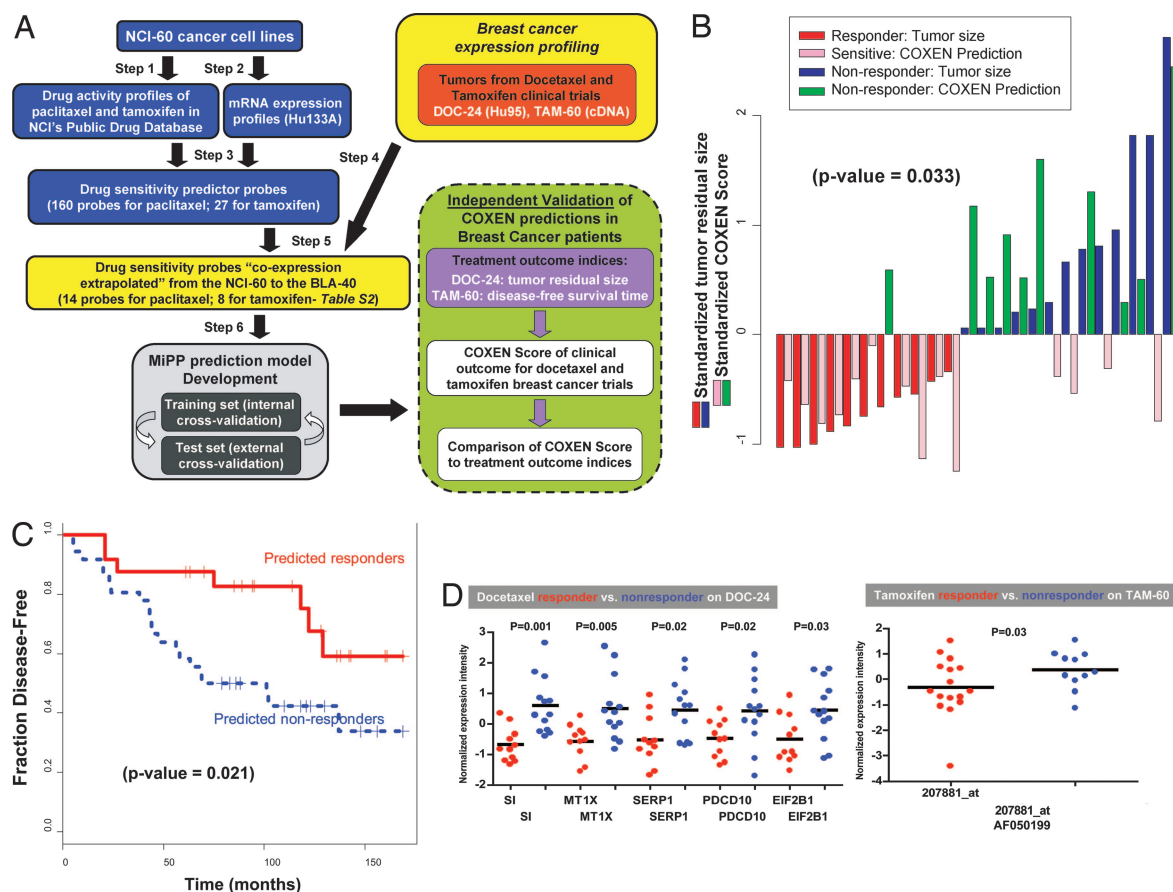 A
NCI-60 cancer cell lines
Step 1
Step 2
Drug activity profiles of
paclitaxel and tamoxifen in
NCI's Public Drug Database
mRNA expression
profiles (Hu133A)
Step 3
Step 4
Drug sensitivity predictor probes
(160 probes for paclitaxel; 27 for tamoxifen)
Step 5
Drug sensitivity probes “co-expression
extrapolated” from the NCI-60 to the BLA-40
(14 probes for paclitaxel; 8 for tamoxifen- Table S2)
Step 6
MiPP prediction model
Development
Training set (internal
cross-validation)
Test set (external
cross-validation)
Breast cancer
expression profiling
Tumors from Docetaxel and
Tamoxifen clinical trials
DOC-24 (Hu95), TAM-60 (cDNA)
Independent Validation of
COXEN predictions in
Breast Cancer patients
Treatment outcome indices:
DOC-24: tumor residual size
TAM-60: disease-free survival time
COXEN Score of clinical
outcome for docetaxel and
tamoxifen breast cancer trials
Comparison of COXEN Score
to treatment outcome indices
B
Responder: Tumor size
Sensitive: COXEN Prediction
Non-responder: Tumor size
Non-responder: COXEN Prediction
(p-value = 0.033)
Standardized tumor residual size
Standardized COXEN Score
2
1
0
-1
C
Predicted responders
Predicted non-responders
(p-value = 0.021)
Fraction Disease-Free
1.0
0.8
0.6
0.4
0.2
0.0
0
50
100
150
Time (months)
D
Docetaxel responder vs. nonresponder on DOC-24
P=0.001 P=0.005 P=0.02 P=0.02 P=0.03
Normalized expression intensity
3
2
1
0
-1
-2
SI MT1X SERP1 PDCD10 EIF2B1
SI MT1X SERP1 PDCD10 EIF2B1
Tamoxifen responder vs. nonresponder on TAM-60
P=0.03
Normalized expression intensity
2
1
0
-1
-2
-3
-4
207881_at
207881_at
AF050199